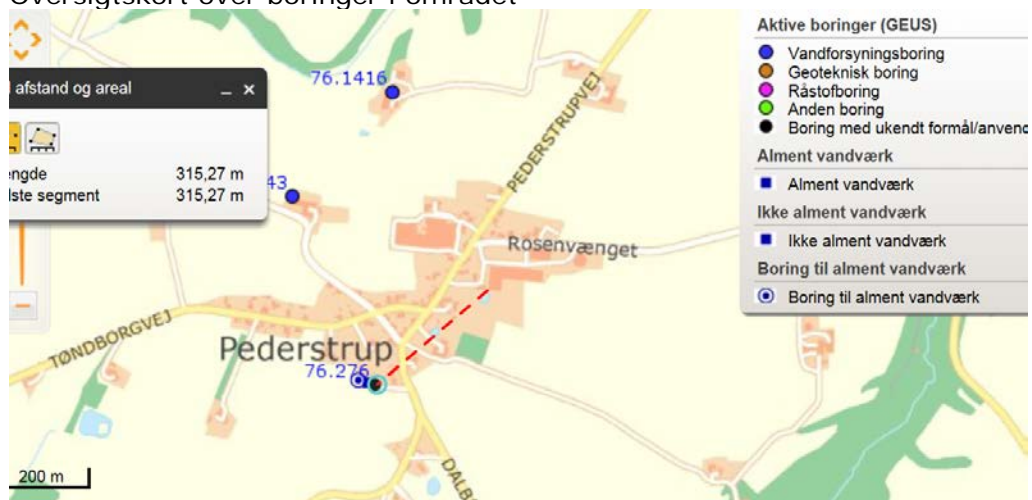 Oversigtskort over boringer i området
afstand og areal
ngde 315,27 m
ste segment 315,27 m
76.1416
43
PEDERSTRUPVEJ
Rosenvænget
TØNDBORGVEJ
Pederstrup
76.276
DALBO
200 m
Aktive boringer (GEUS)
Vandforsyningsboring
Geoteknisk boring
Råstofboring
Anden boring
Boring med ukendt formål/anvend
Alment vandværk
Alment vandværk
Ikke alment vandværk
Ikke alment vandværk
Boring til alment vandværk
Boring til alment vandværk